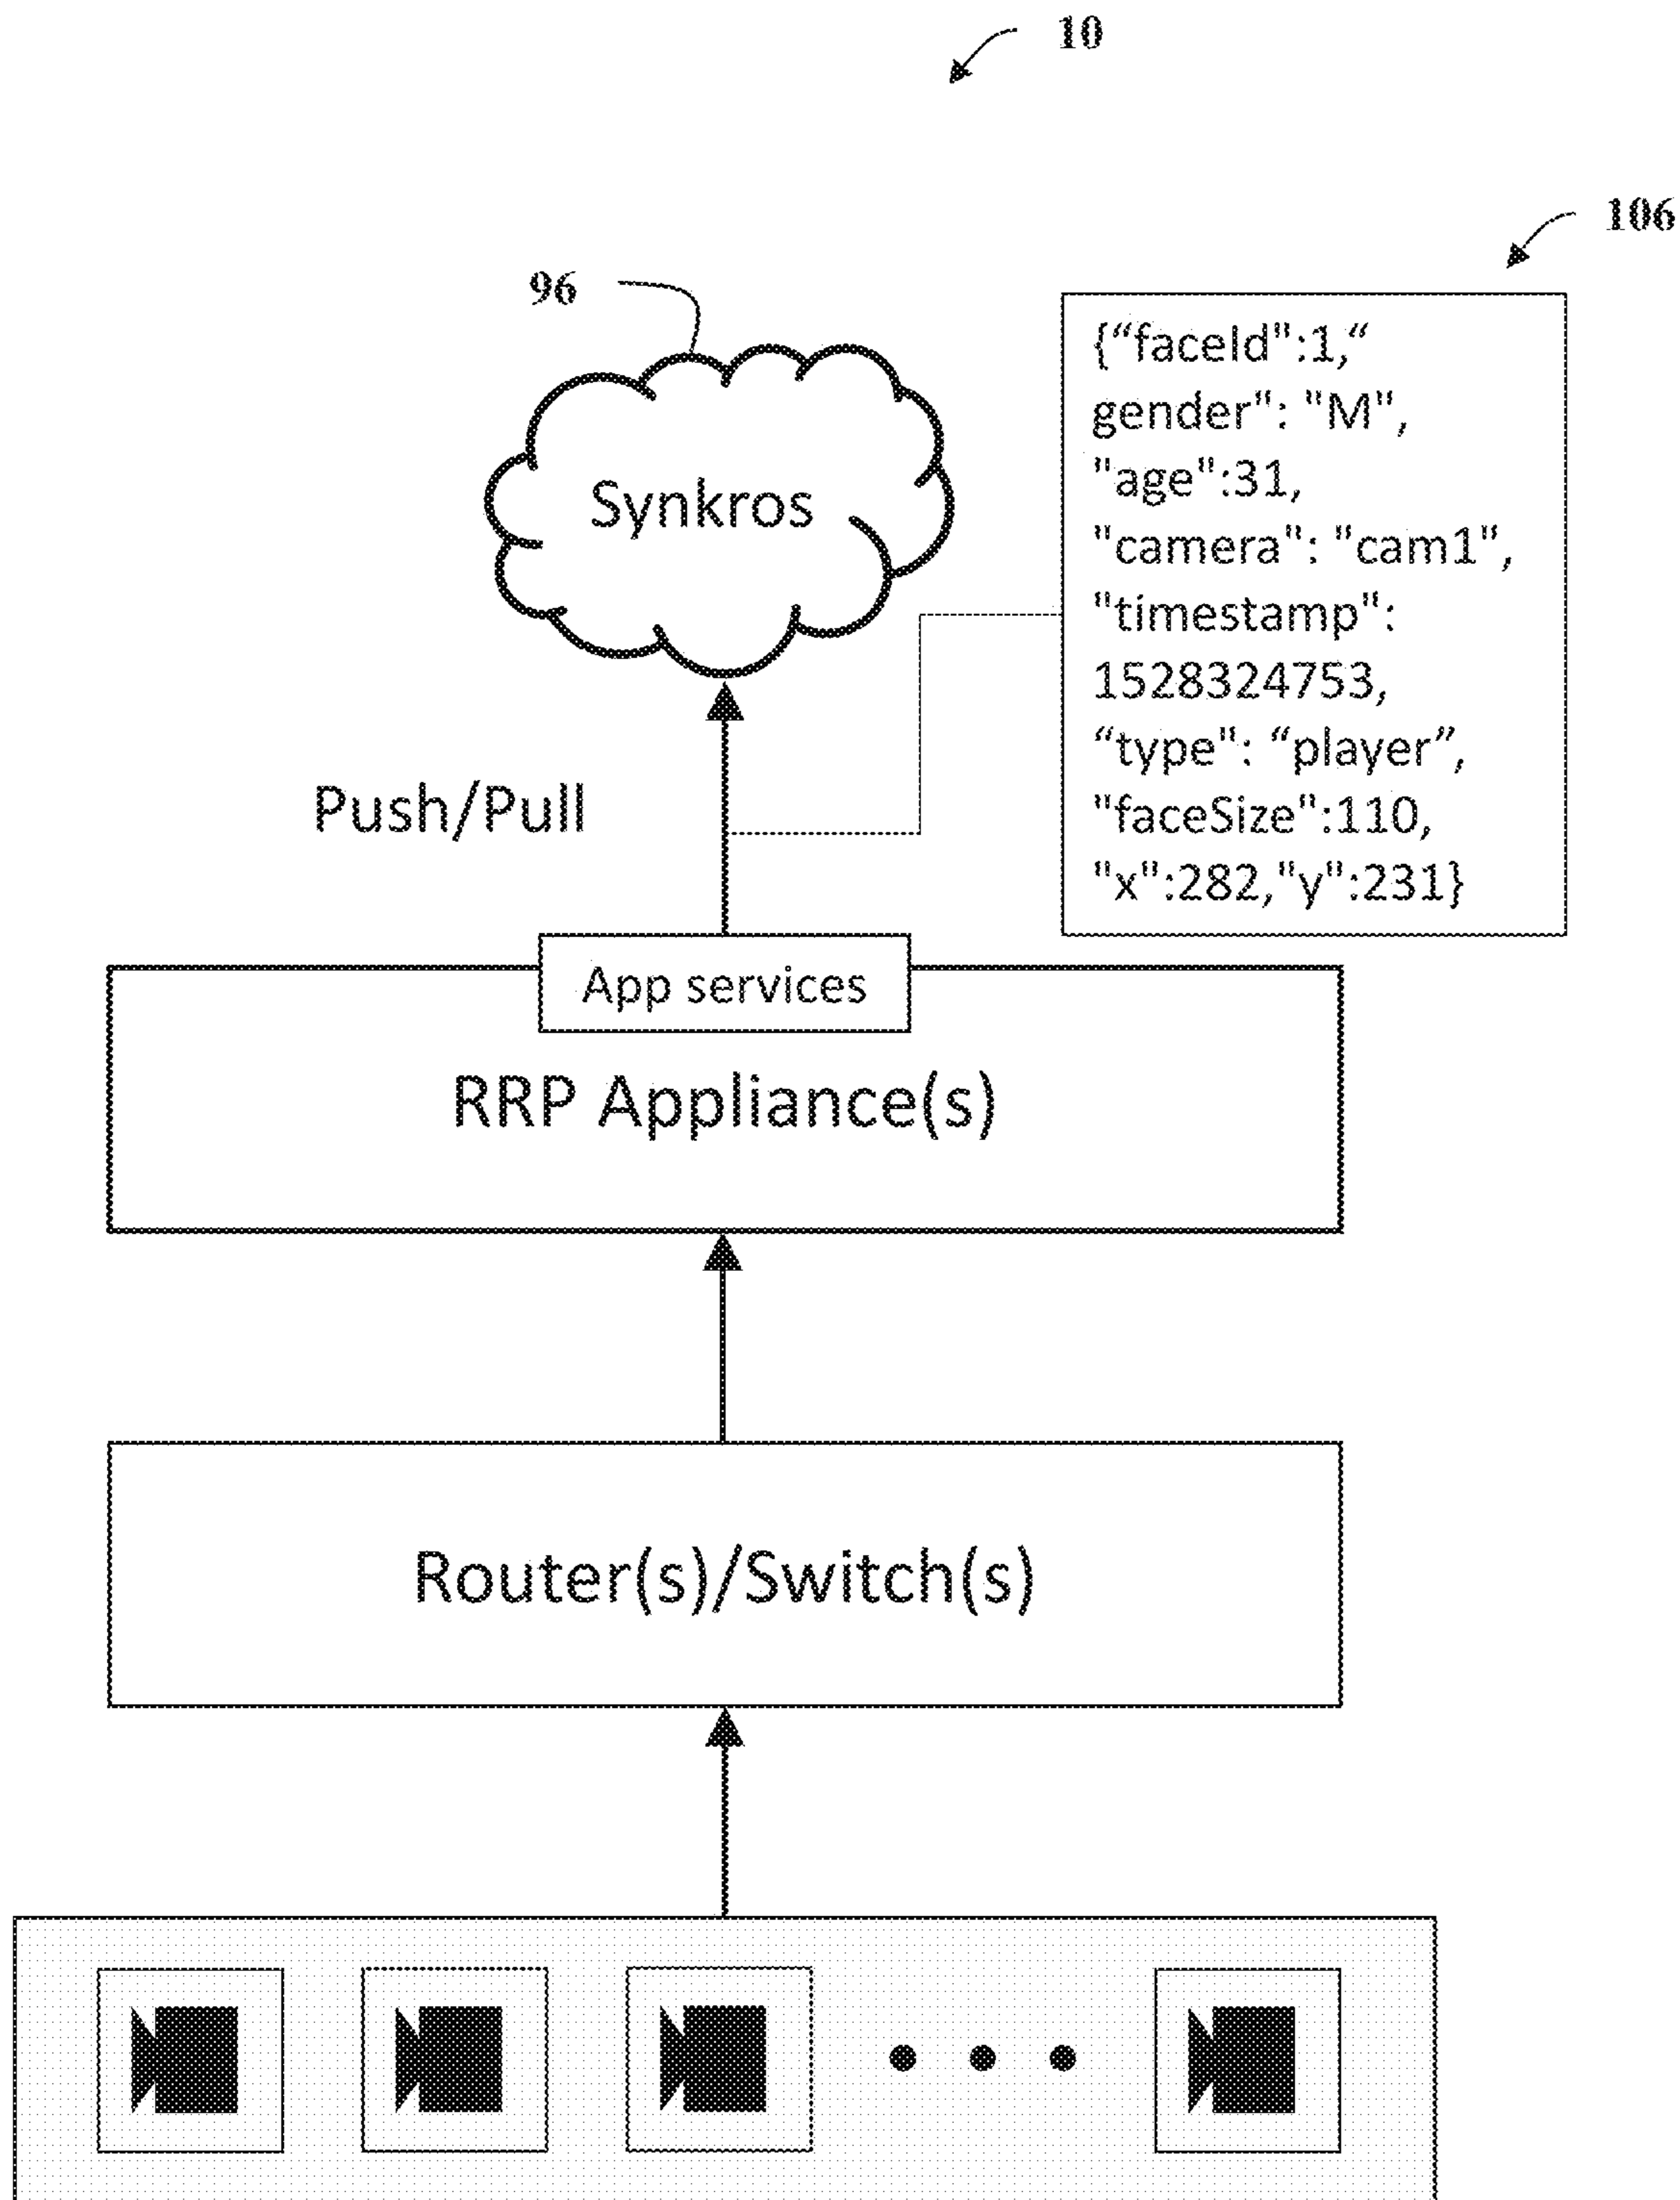 10
106
96
{“faceId":1,“
gender": "M",
"age":31,
"camera": "cam1",
"timestamp":
1528324753,
“type": “player”,
"faceSize":110,
"x":282,"y":231}
Synkros
Push/Pull
App services
RRP Appliance(s)
Router(s)/Switch(s)